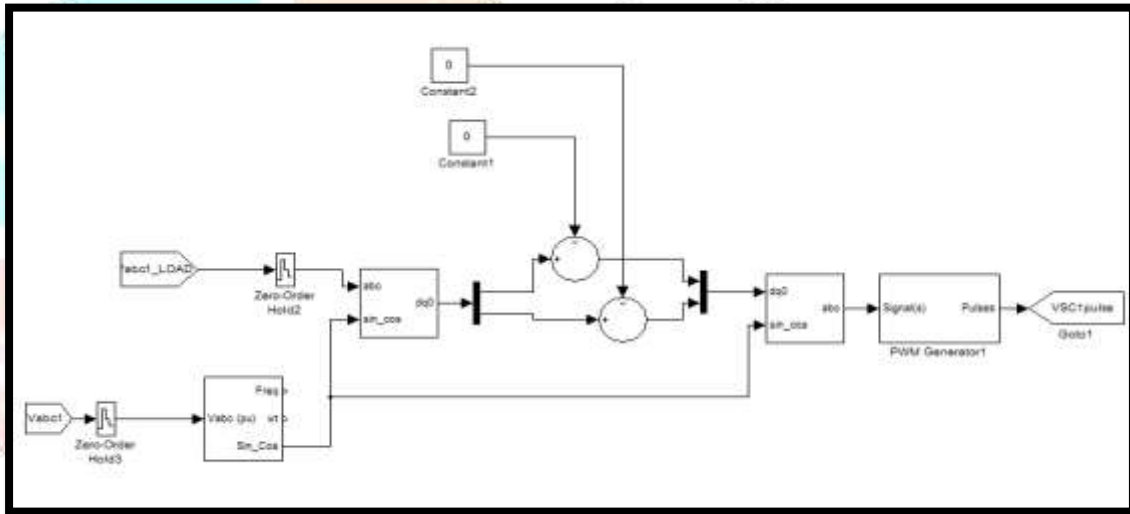 0
Constant2
0
Constant1
Iabc1_LOAD
Zero-Order
Hold2
abc
sin_cos
dq0
dq0
sin_cos
abc
Signal(s)
Pulses
PWM Generator1
VSC1pulse
Goto1
Vabc1
Zero-Order
Hold3
Freq
Vabc (pu)
wt
Sin_Cos